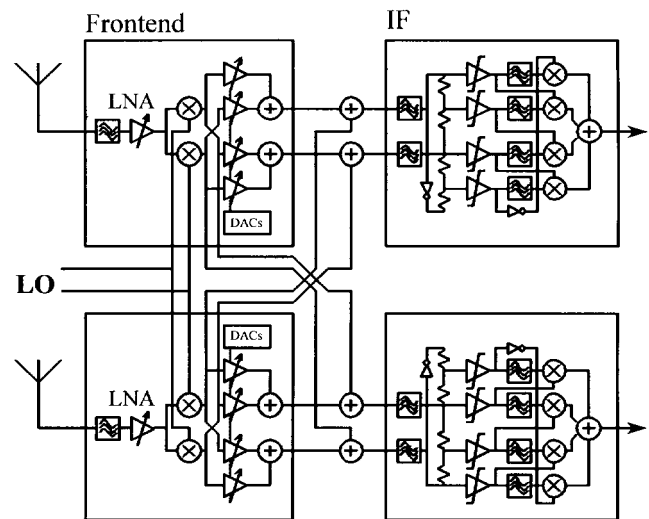 Frontend
IF
LNA
DACs
LO
DACs
LNA